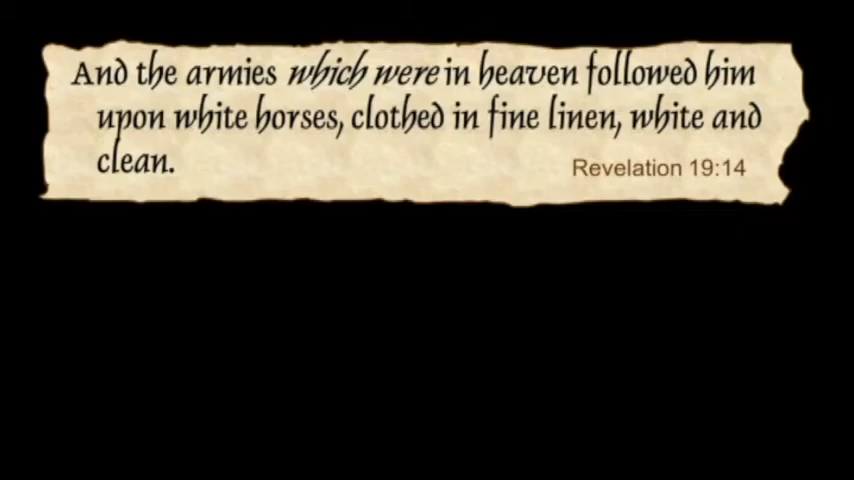 And the armies which were in heaven followed him
upon white horses, clothed in fine linen, white and
clean.
Revelation 19:14